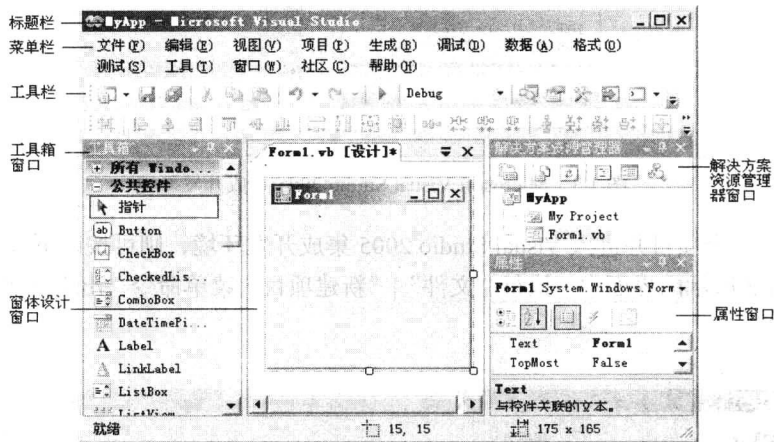 标题栏
MyApp - Microsoft Visual Studio
菜单栏
文件(F) 编辑(E) 视图(V) 项目(P) 生成(B) 调试(D) 数据(A) 格式(O)
测试(S) 工具(T) 窗口(W) 社区(C) 帮助(H)
工具栏
Debug
工具箱
窗口
工具箱
所有 Windo...
公共控件
指针
Button
CheckBox
CheckedLis...
ComboBox
DateTimePi...
A Label
A LinkLabel
ListBox
ListView
窗体设计
窗口
Form1.vb [设计]*
Form1
解决方案资源管理器
MyApp
My Project
Form1.vb
解决方案
资源管理
器窗口
属性
Form1 System.Windows.Form
属性窗口
Text Form1
TopMost False
Text
与控件关联的文本。
就绪
15, 15
175 x 165